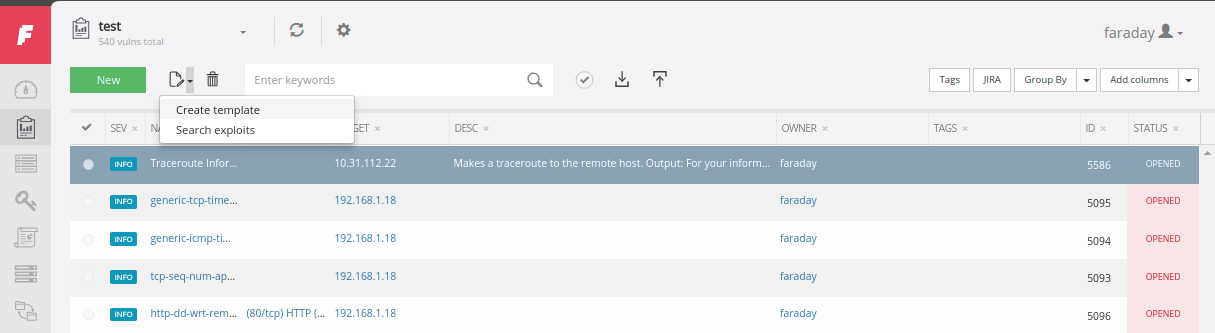 test
540 vulns total
faraday
New
Enter keywords
Tags
JIRA
Group By
Add columns
Create template
Search exploits
SEV × GET × DESC × OWNER × TAGS × ID × STATUS ×
INFO Traceroute Infor... 10.31.112.22 Makes a traceroute to the remote host. Output: For your inform... faraday 5586 OPENED
INFO generic-tcp-time... 192.168.1.18 faraday 5095 OPENED
INFO generic-icmp-ti... 192.168.1.18 faraday 5094 OPENED
INFO tcp-seq-num-ap... 192.168.1.18 faraday 5093 OPENED
INFO http-dd-wrt-rem... (80/tcp) HTTP (... 192.168.1.18 faraday 5096 OPENED